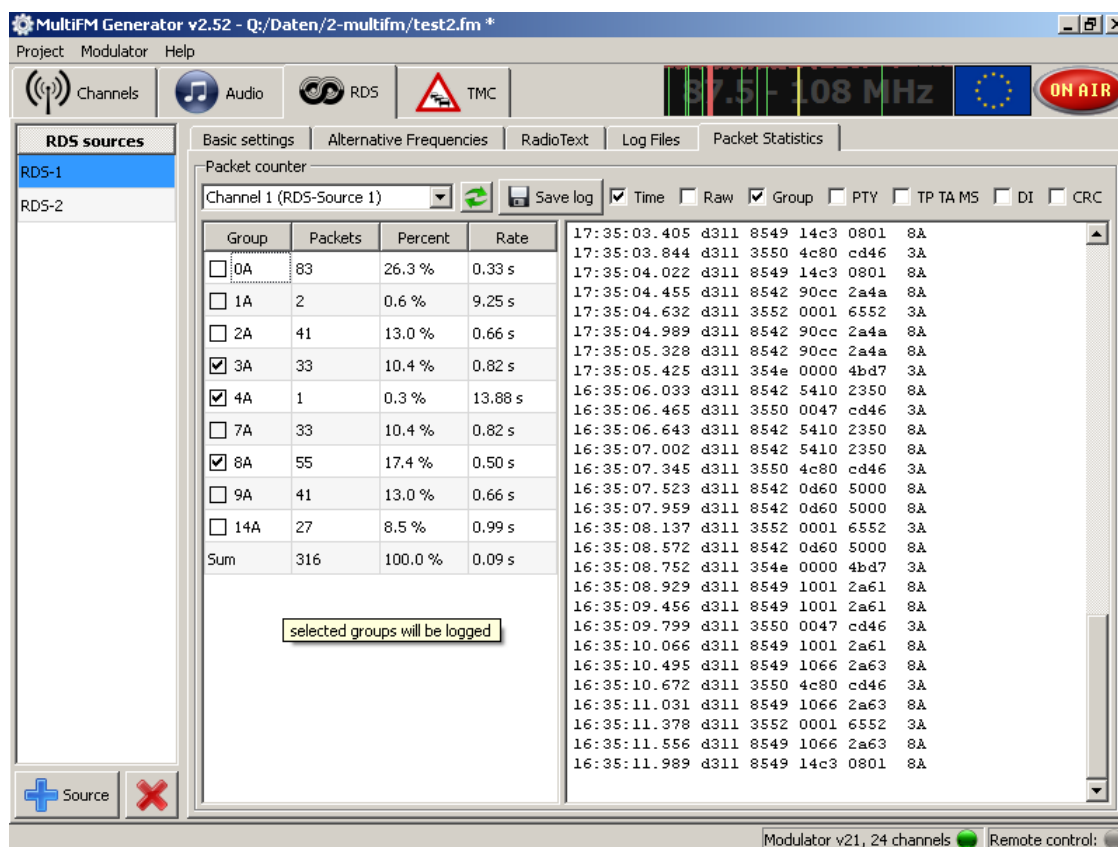 MultiFM Generator v2.52 - Q:/Daten/2-multifm/test2.fm *
Project Modulator Help
Channels Audio RDS TMC 87.5 - 108 MHz ON AIR
RDS sources
RDS-1
RDS-2
Source
Basic settings Alternative Frequencies RadioText Log Files Packet Statistics
Packet counter
Channel 1 (RDS-Source 1) Save log Time Raw Group PTY TP TA MS DI CRC
Group Packets Percent Rate
0A 83 26.3 % 0.33 s
1A 2 0.6 % 9.25 s
2A 41 13.0 % 0.66 s
3A 33 10.4 % 0.82 s
4A 1 0.3 % 13.88 s
7A 33 10.4 % 0.82 s
8A 55 17.4 % 0.50 s
9A 41 13.0 % 0.66 s
14A 27 8.5 % 0.99 s
Sum 316 100.0 % 0.09 s
selected groups will be logged
17:35:03.405 d311 8549 14c3 0801 8A
17:35:03.844 d311 3550 4c80 cd46 3A
17:35:04.022 d311 8549 14c3 0801 8A
17:35:04.455 d311 8542 90cc 2a4a 8A
17:35:04.632 d311 3552 0001 6552 3A
17:35:04.989 d311 8542 90cc 2a4a 8A
17:35:05.328 d311 8542 90cc 2a4a 8A
17:35:05.425 d311 354e 0000 4bd7 3A
16:35:06.033 d311 8542 5410 2350 8A
16:35:06.465 d311 3550 0047 cd46 3A
16:35:06.643 d311 8542 5410 2350 8A
16:35:07.002 d311 8542 5410 2350 8A
16:35:07.345 d311 3550 4c80 cd46 3A
16:35:07.523 d311 8542 0d60 5000 8A
16:35:07.959 d311 8542 0d60 5000 8A
16:35:08.137 d311 3552 0001 6552 3A
16:35:08.572 d311 8542 0d60 5000 8A
16:35:08.752 d311 354e 0000 4bd7 3A
16:35:08.929 d311 8549 1001 2a61 8A
16:35:09.456 d311 8549 1001 2a61 8A
16:35:09.799 d311 3550 0047 cd46 3A
16:35:10.066 d311 8549 1001 2a61 8A
16:35:10.495 d311 8549 1066 2a63 8A
16:35:10.672 d311 3550 4c80 cd46 3A
16:35:11.031 d311 8549 1066 2a63 8A
16:35:11.378 d311 3552 0001 6552 3A
16:35:11.556 d311 8549 1066 2a63 8A
16:35:11.989 d311 8549 14c3 0801 8A
Modulator v21, 24 channels Remote control: